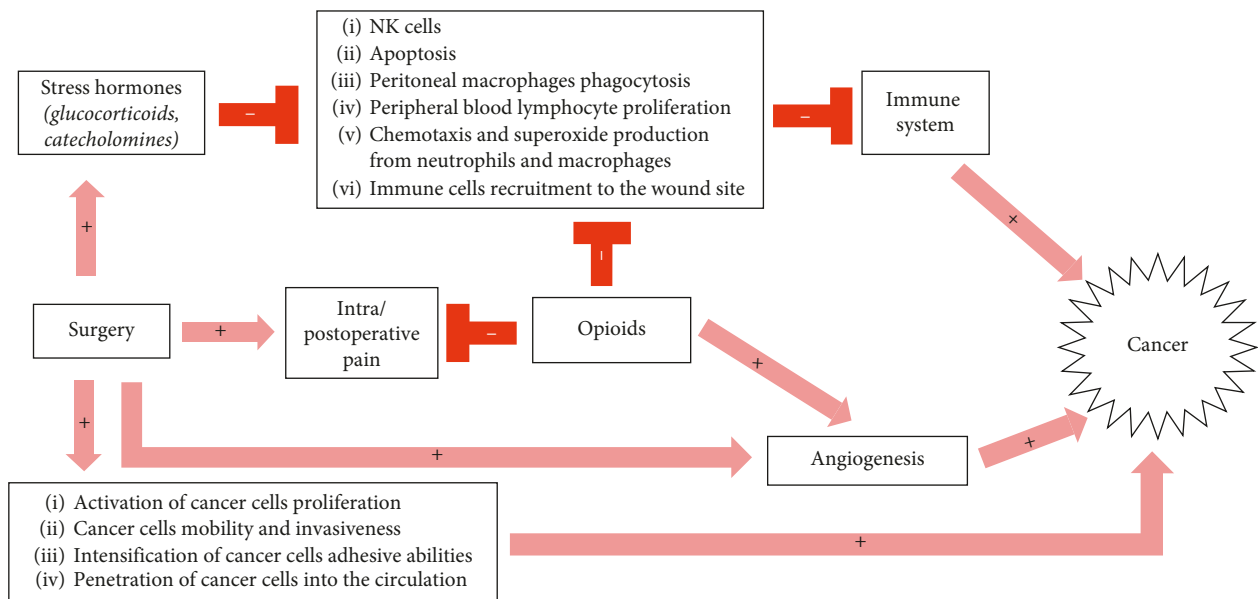 Stress hormones
(glucocorticoids,
catecholomines)
–
(i) NK cells
(ii) Apoptosis
(iii) Peritoneal macrophages phagocytosis
(iv) Peripheral blood lymphocyte proliferation
(v) Chemotaxis and superoxide production
from neutrophils and macrophages
(vi) Immune cells recruitment to the wound site
–
Immune
system
+
+
–
Surgery
+
Intra/
postoperative
pain
–
Opioids
+
Cancer
+
+
Angiogenesis
+
(i) Activation of cancer cells proliferation
(ii) Cancer cells mobility and invasiveness
(iii) Intensification of cancer cells adhesive abilities
(iv) Penetration of cancer cells into the circulation
+